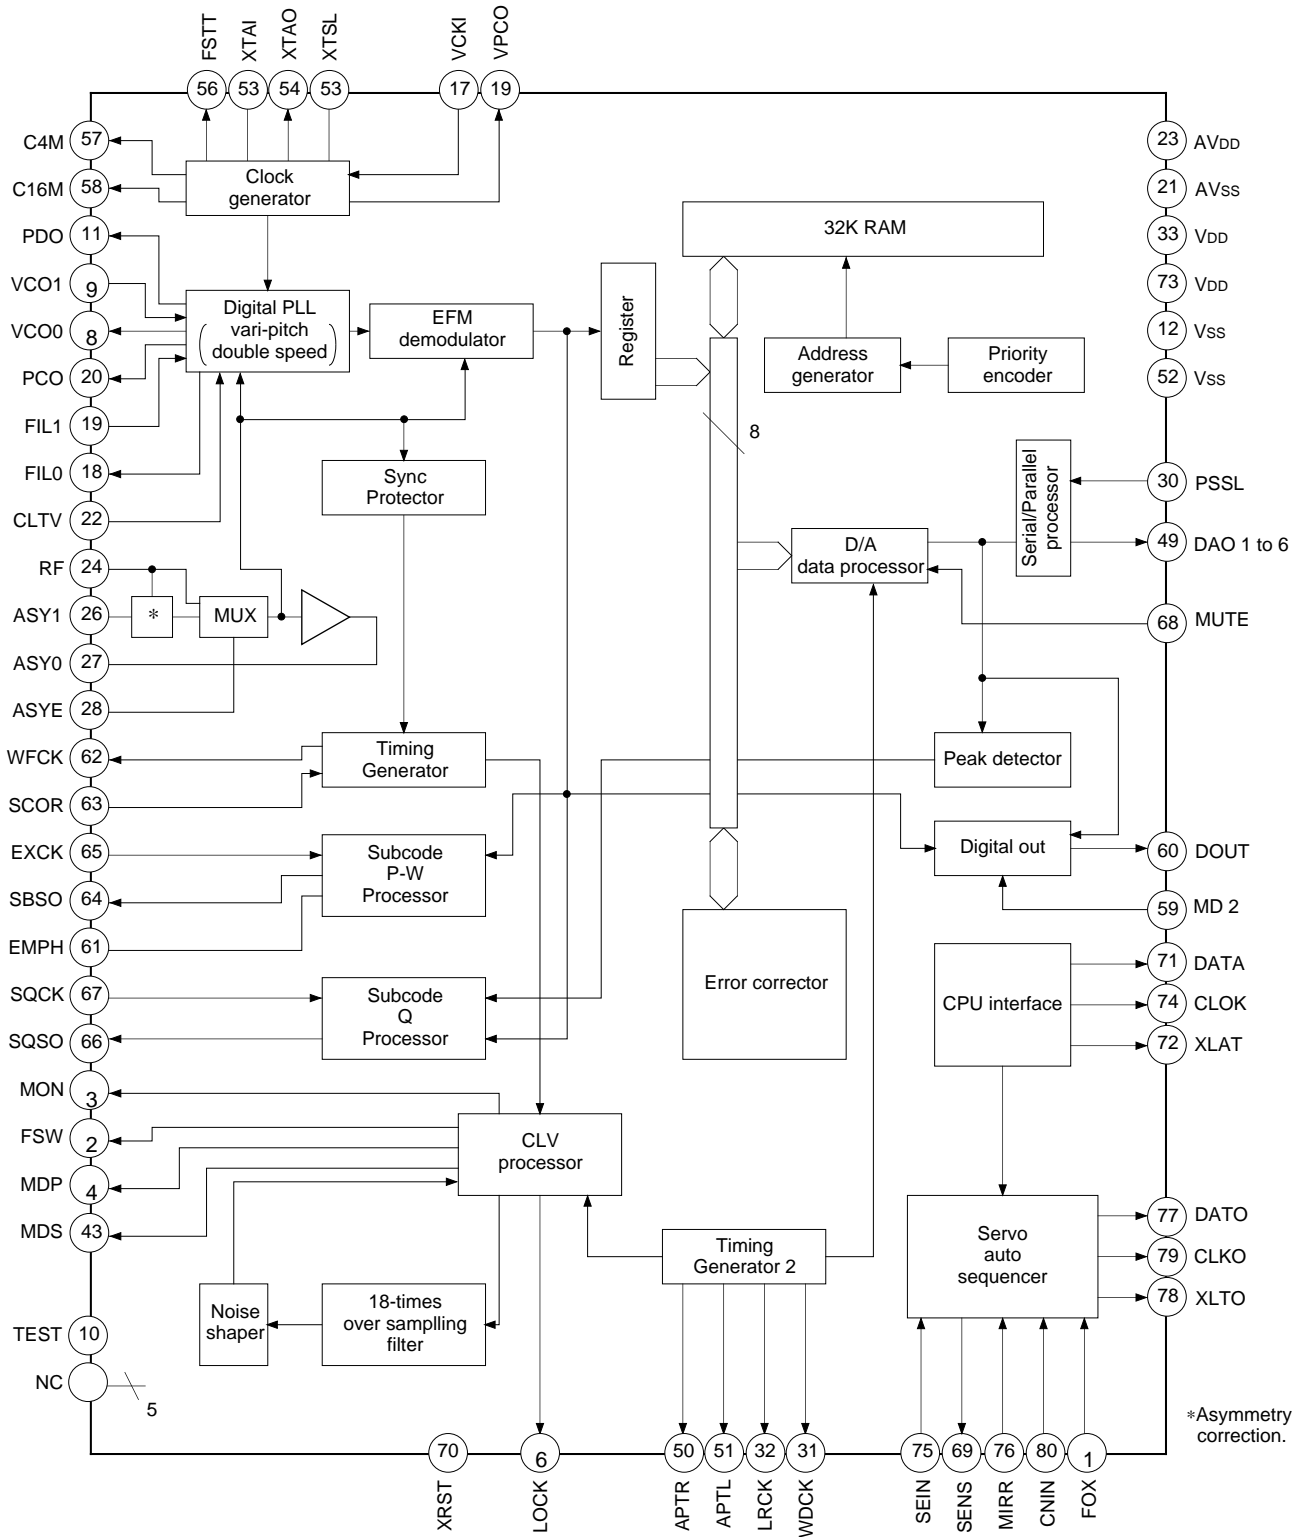 FSTT
XTAI
XTAO
XTSL
VCKI
VPCO
56
53
54
53
17
19
C4M
57
C16M
58
PDO
11
VCO1
9
VCO0
8
PCO
20
FIL1
19
FIL0
18
CLTV
22
RF
24
ASY1
26
ASY0
27
ASYE
28
WFCK
62
SCOR
63
EXCK
65
SBSO
64
EMPH
61
SQCK
67
SQSO
66
MON
3
FSW
2
MDP
4
MDS
43
TEST
10
NC
5
Clock
generator
Digital PLL
vari-pitch
( double speed )
EFM
demodulator
Register
32K RAM
Address
generator
Priority
encoder
8
Sync
Protector
*
MUX
D/A
data processor
Serial/Parallel
processor
Timing
Generator
Peak detector
Subcode
P-W
Processor
Digital out
Subcode
Q
Processor
Error corrector
CPU interface
CLV
processor
Timing
Generator 2
Servo
auto
sequencer
Noise
shaper
18-times
over samplling
filter
23
AVDD
21
AVSS
33
VDD
73
VDD
12
VSS
52
VSS
30
PSSL
49
DAO 1 to 6
68
MUTE
60
DOUT
59
MD 2
71
DATA
74
CLOK
72
XLAT
77
DATO
79
CLKO
78
XLTO
*Asymmetry
correction.
70
6
50
51
32
31
75
69
76
80
1
XRST
LOCK
APTR
APTL
LRCK
WDCK
SEIN
SENS
MIRR
CNIN
FOX